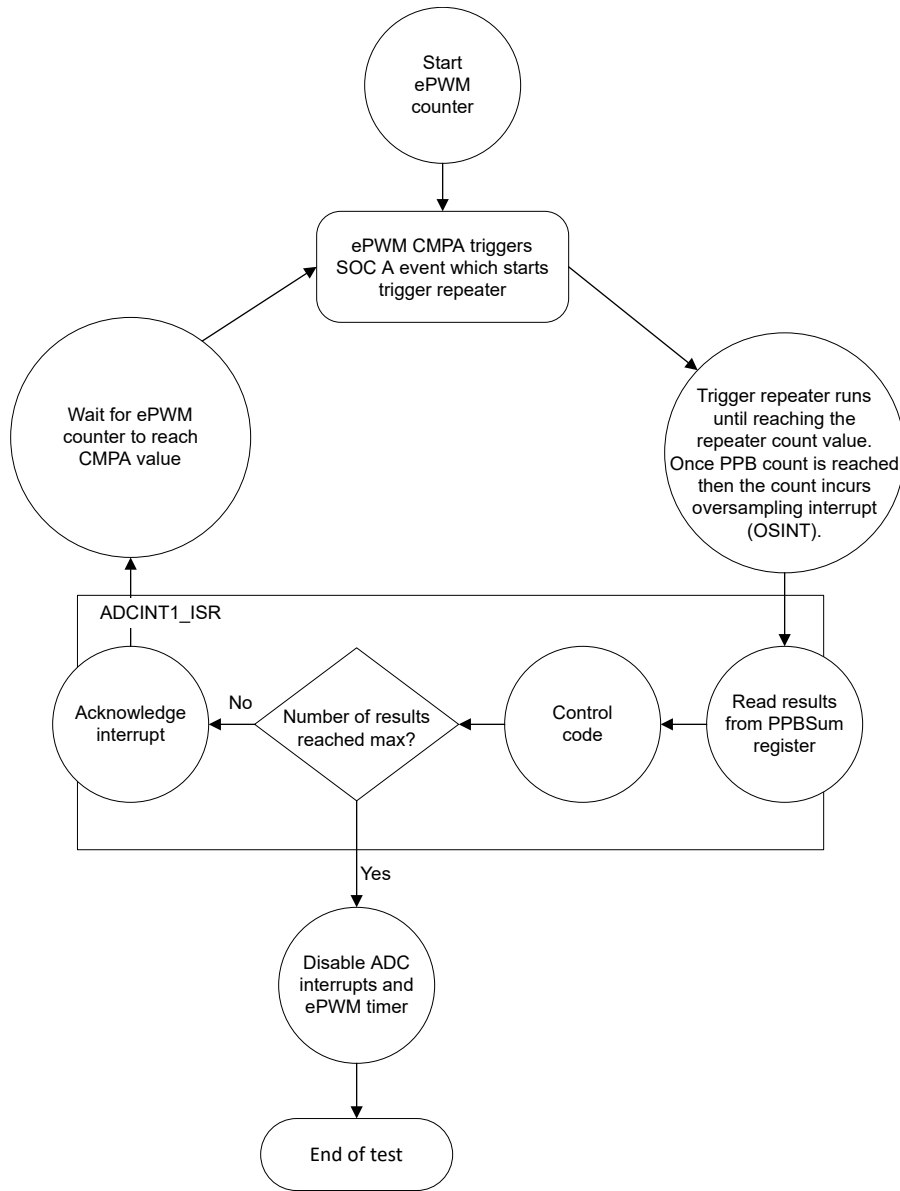 Start
ePWM
counter
ePWM CMPA triggers
SOC A event which starts
trigger repeater
Wait for ePWM
counter to reach
CMPA value
Trigger repeater runs
until reaching the
repeater count value.
Once PPB count is reached
then the count incurs
oversampling interrupt
(OSINT).
ADCINT1_ISR
Acknowledge
interrupt
No
Number of results
reached max?
Control
code
Read results
from PPBSum
register
Yes
Disable ADC
interrupts and
ePWM timer
End of test